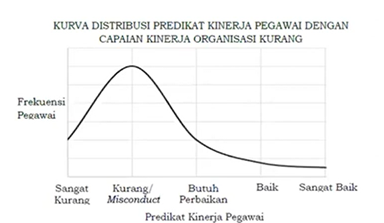 KURVA DISTRIBUSI PREDIKAT KINERJA PEGAWAI DENGAN
CAPAIAN KINERJA ORGANISASI KURANG
Frekuensi
Pegawai
Sangat
Kurang
Kurang/
Misconduct
Butuh
Perbaikan
Baik
Sangat Baik
Predikat Kinerja Pegawai